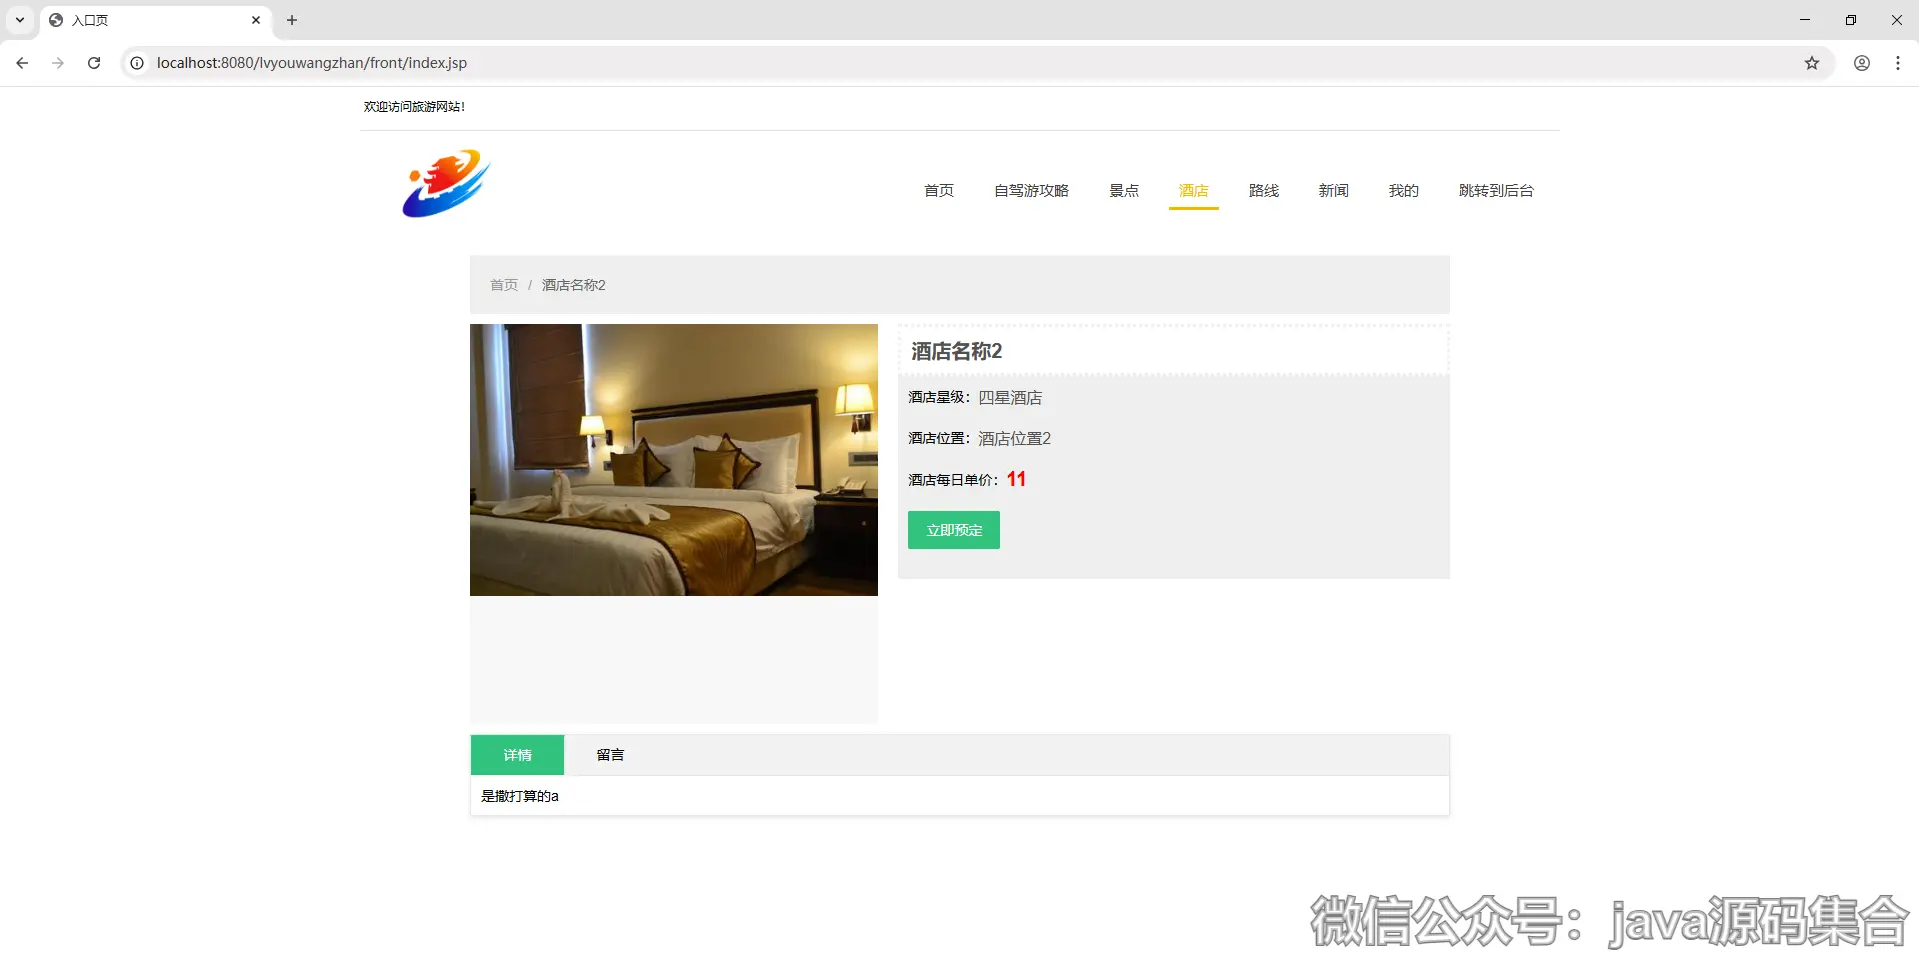 入口页
localhost:8080/lvyouwangzhan/front/index.jsp
欢迎访问旅游网站!
首页 自驾游攻略 景点 酒店 路线 新闻 我的 跳转到后台
首页 / 酒店名称2
酒店名称2
酒店星级：四星酒店
酒店位置：酒店位置2
酒店每日单价：11
立即预定
详情 留言
是撒打算的a
微信公众号：java源码集合